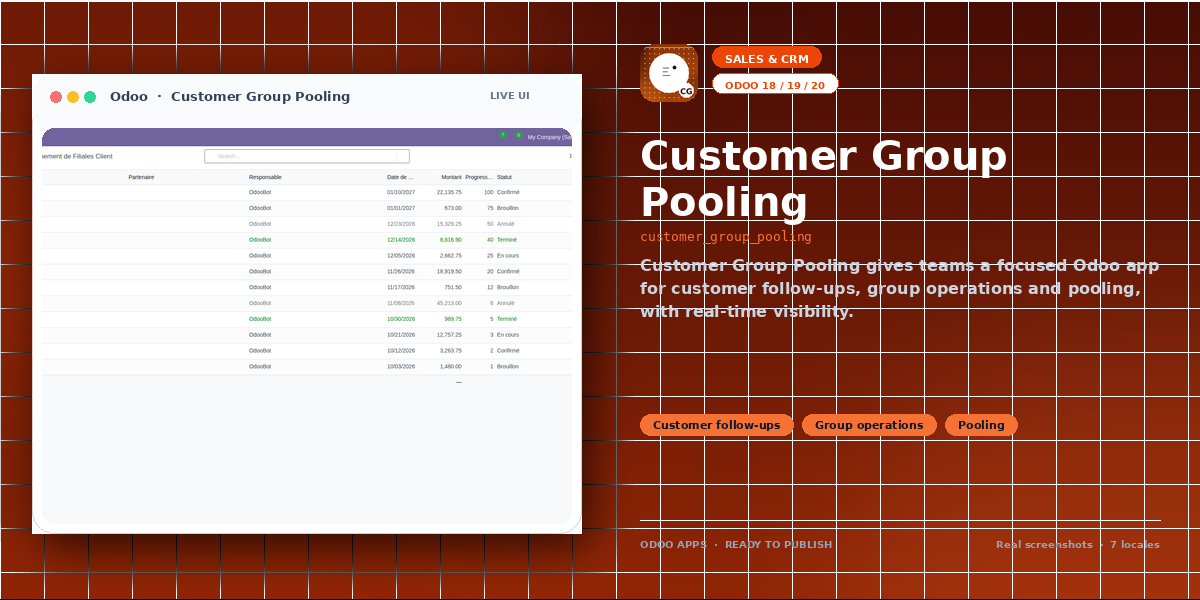 Odoo · Customer Group Pooling
LIVE UI
My Company (Sa
ement de Filiales Client
Search...
1
Partenaire Responsable Date de ... Montant Progress... Statut
OdooBot 01/10/2027 22,135.75 100 Confirmé
OdooBot 01/01/2027 673.00 75 Brouillon
OdooBot 12/23/2026 15,329.25 50 Annulé
OdooBot 12/14/2026 8,816.90 40 Terminé
OdooBot 12/05/2026 2,662.75 25 En cours
OdooBot 11/26/2026 18,919.50 20 Confirmé
OdooBot 11/17/2026 751.50 12 Brouillon
OdooBot 11/08/2026 45,213.00 8 Annulé
OdooBot 10/30/2026 989.75 5 Terminé
OdooBot 10/21/2026 12,757.25 3 En cours
OdooBot 10/12/2026 3,263.75 2 Confirmé
OdooBot 10/03/2026 1,480.00 1 Brouillon
—
CG
SALES & CRM
ODOO 18 / 19 / 20
Customer Group
Pooling
customer_group_pooling
Customer Group Pooling gives teams a focused Odoo app
for customer follow-ups, group operations and pooling,
with real-time visibility.
Customer follow-ups
Group operations
Pooling
ODOO APPS · READY TO PUBLISH
Real screenshots · 7 locales